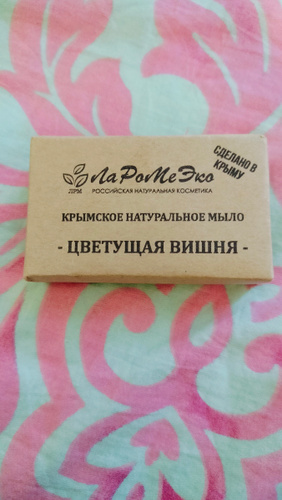 ЛаРоМеЭко
СДЕЛАНО В
КРЫМУ
РОССИЙСКАЯ НАТУРАЛЬНАЯ КОСМЕТИКА
КРЫМСКОЕ НАТУРАЛЬНОЕ МЫЛО
- ЦВЕТУЩАЯ ВИШНЯ -